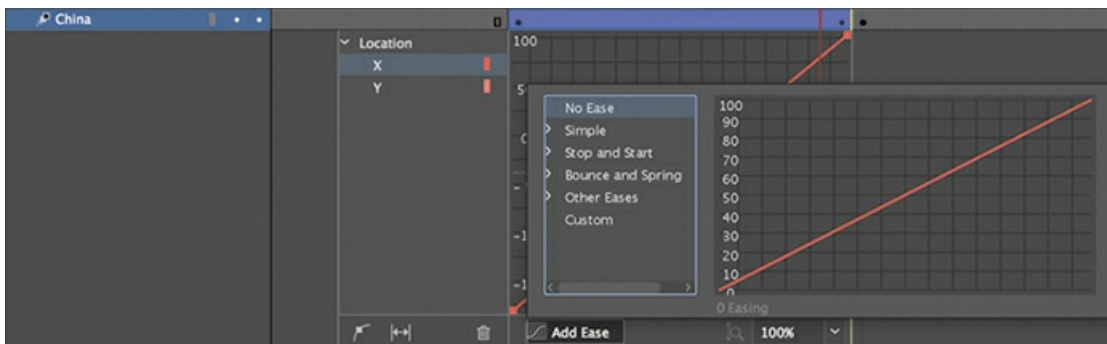 China
Location
X
Y
100
No Ease
Simple
Stop and Start
Bounce and Spring
Other Eases
Custom
100
90
80
70
60
50
40
30
20
10
0
0 Easing
Add Ease
100%